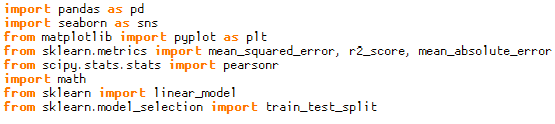 import pandas as pd
import seaborn as sns
from matplotlib import pyplot as plt
from sklearn.metrics import mean_squared_error, r2_score, mean_absolute_error
from scipy.stats.stats import pearsonr
import math
from sklearn import linear_model
from sklearn.model_selection import train_test_split